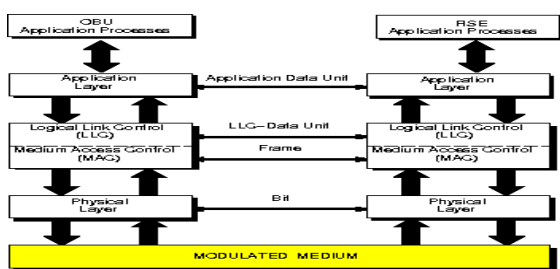 OBU
Application Processes
RSE
Application Processes
Application
Layer
Application Data Unit
Application
Layer
Logical Link Control
(LLC)
LLC-Data Unit
Logical Link Control
(LLC)
Medium Access Control
(MAC)
Frame
Medium Access Control
(MAC)
Physical
Layer
Bit
Physical
Layer
MODULATED MEDIUM